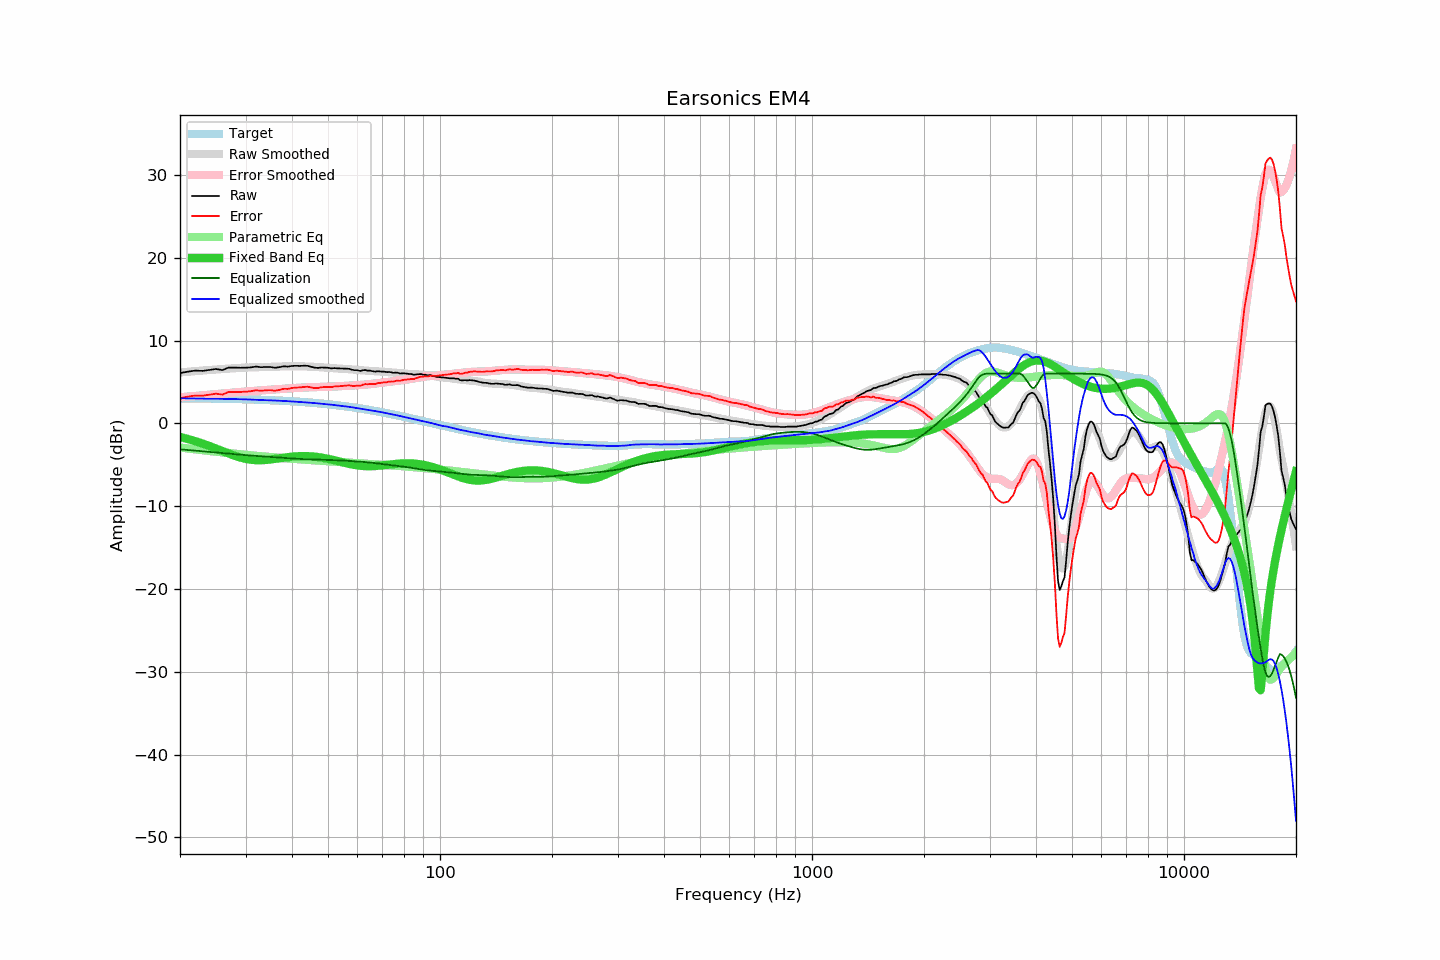 Earsonics EM4
Target
Raw Smoothed
Error Smoothed
Raw
Error
Parametric Eq
Fixed Band Eq
Equalization
Equalized smoothed
30
20
10
0
−10
−20
−30
−40
−50
Amplitude (dBr)
100
1000
10000
Frequency (Hz)